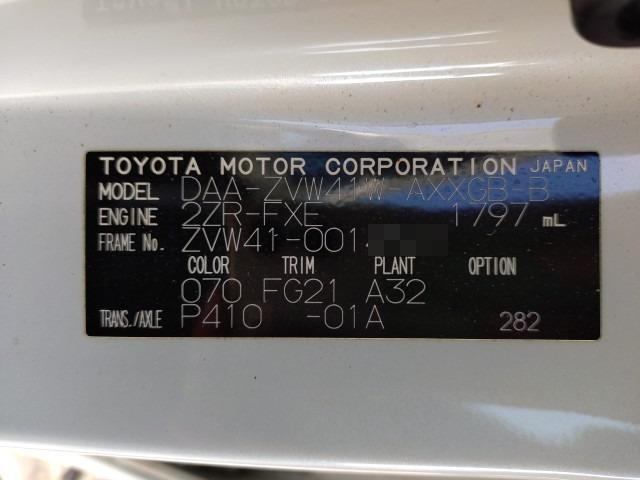 TOYOTA MOTOR CORPORATION JAPAN
MODEL DAA-ZVW41W-AXXGB-B
ENGINE 2ZR-FXE 1797 mL
FRAME No. ZVW41-001
COLOR TRIM PLANT OPTION
070 FG21 A32
TRANS./AXLE P410 -01A 282